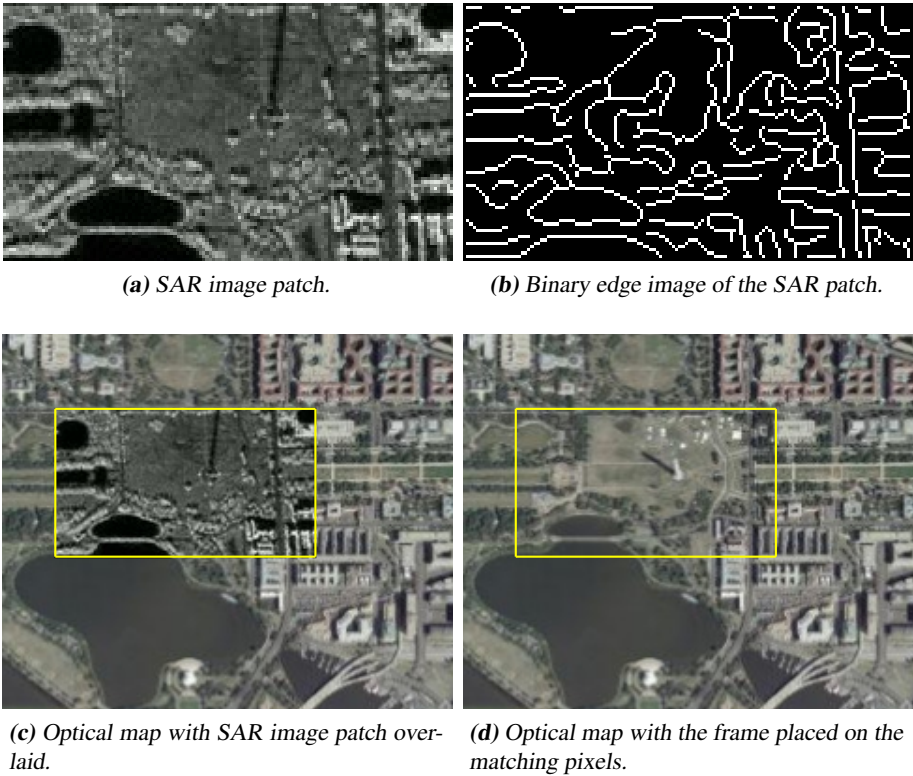 (a) SAR image patch.
(b) Binary edge image of the SAR patch.
(c) Optical map with SAR image patch over-
laid.
(d) Optical map with the frame placed on the
matching pixels.